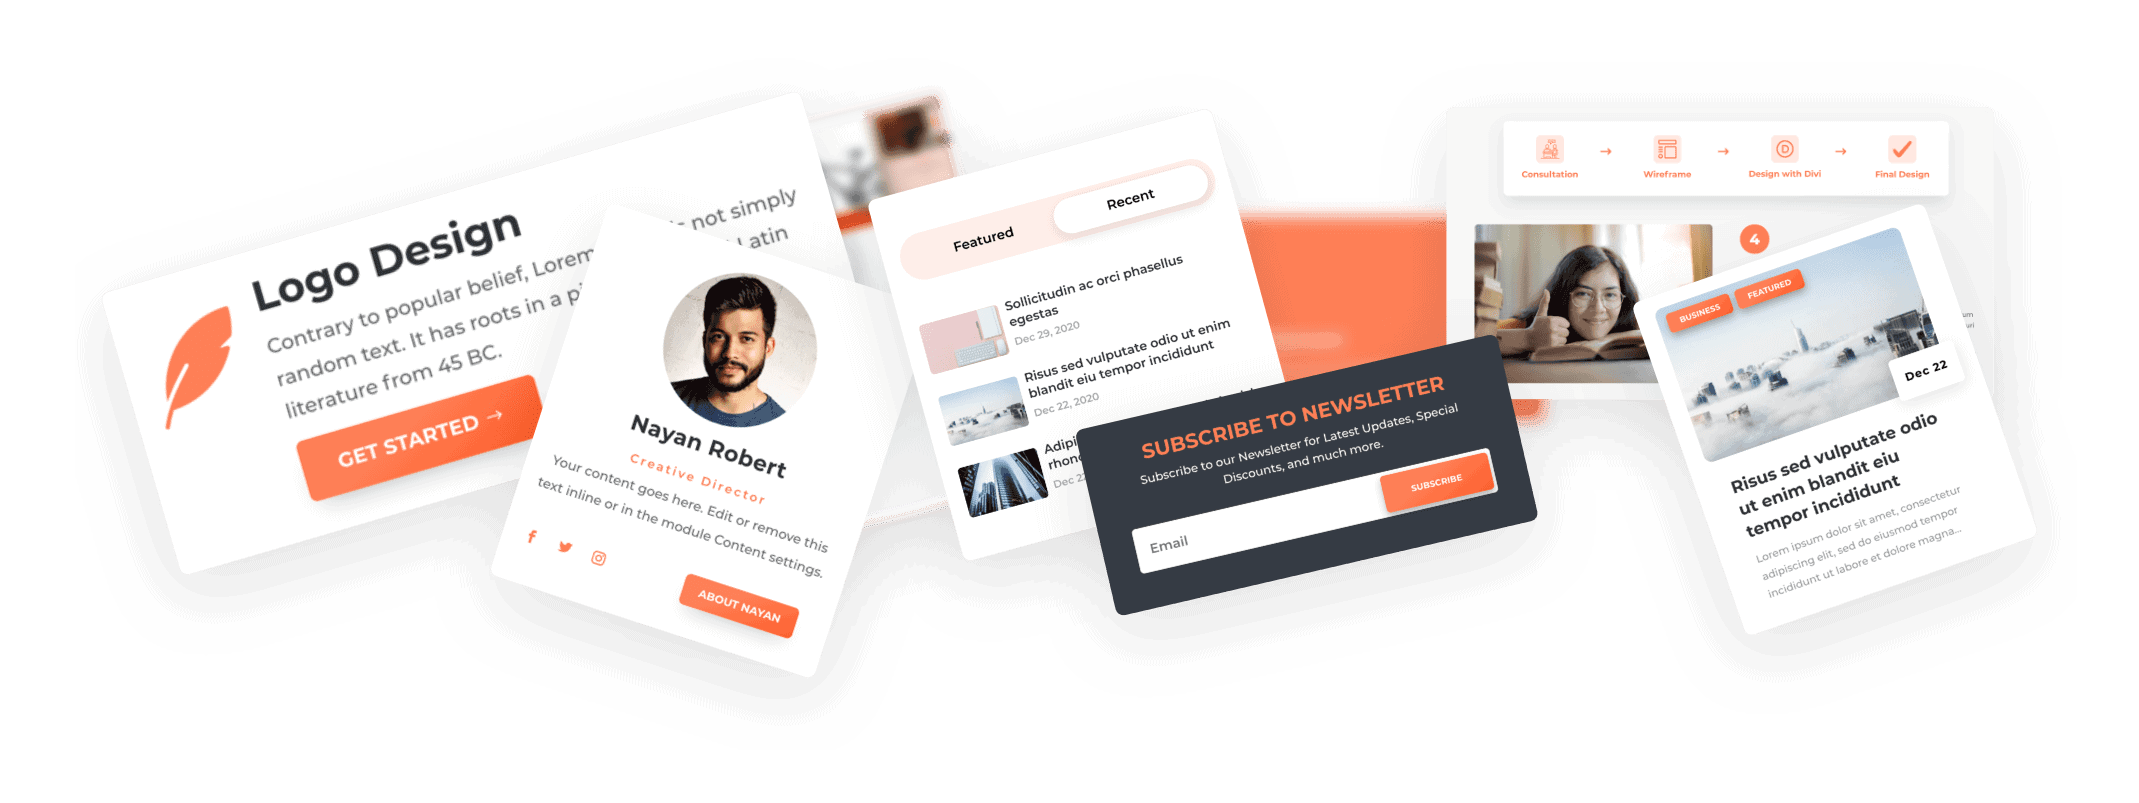 Logo Design
Contrary to popular belief, Lorem
not simply
random text. It has roots in a
Latin
literature from 45 BC.
GET STARTED →
Nayan Robert
Creative Director
Your content goes here. Edit or remove this
text inline or in the module Content settings.
ABOUT NAYAN
Featured
Recent
Sollicitudin ac orci phasellus
egestas
Dec 29, 2020
Risus sed vulputate odio ut enim
blandit eiu tempor incididunt
Dec 22, 2020
Dec
SUBSCRIBE TO NEWSLETTER
Subscribe to our Newsletter for Latest Updates, Special
Discounts, and much more.
Email
SUBSCRIBE
Consultation
→
Wireframe
→
Design with Divi
→
Final Design
4
BUSINESS
FEATURED
Dec 22
Risus sed vulputate odio
ut enim blandit eiu
tempor incididunt
Lorem ipsum dolor sit amet, consectetur
adipiscing elit, sed do eiusmod tempor
incididunt ut labore et dolore magna...